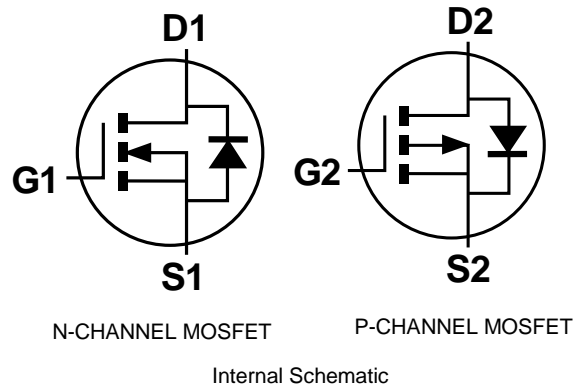 D1 D2
G1 G2
S1 S2
N-CHANNEL MOSFET P-CHANNEL MOSFET
Internal Schematic